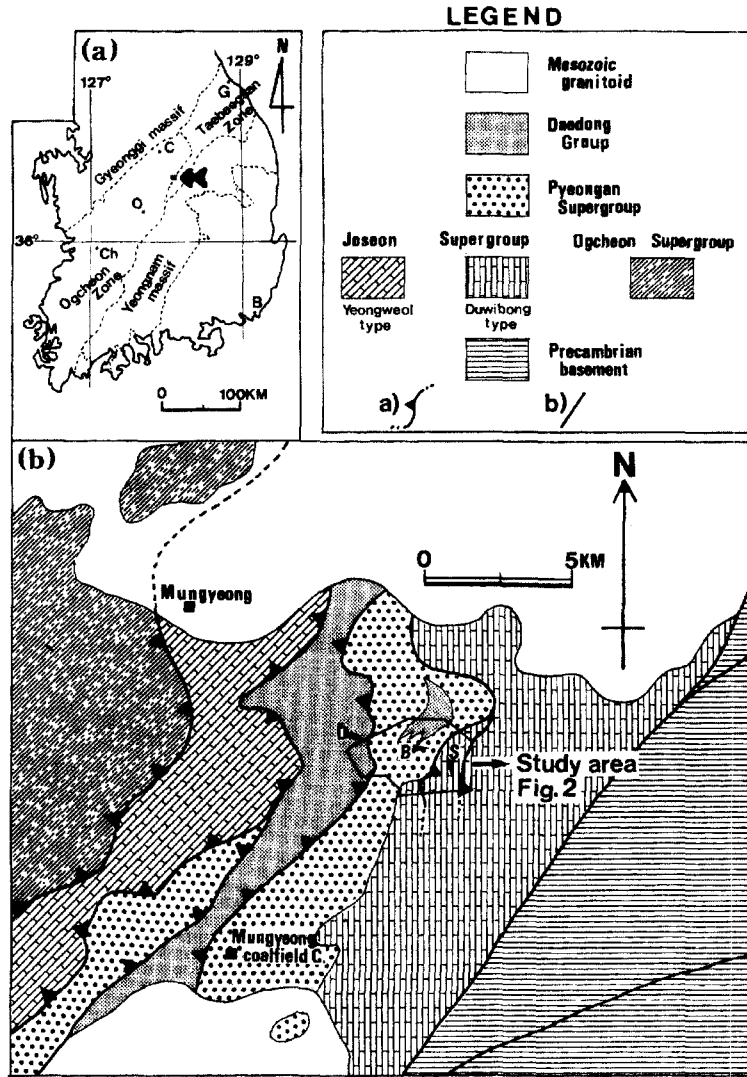 LEGEND
(a)
127°
129°
N
G
Taebaegsan
Zone
Gyeonggi massif
C
O
36°
Ch
Ogcheon
Zone
Yeongnam
massif
B
M
0 100KM
Mesozoic
granitoid
Daedong
Group
Pyeongan
Supergroup
Joseon Supergroup Ogcheon Supergroup
Yeongweol
type
Duwibong
type
Precambrian
basement
a) b)
(b)
N
0 5KM
Mungyeong
D
B
S
Study area
Fig. 2
Mungyeong
coalfield C.